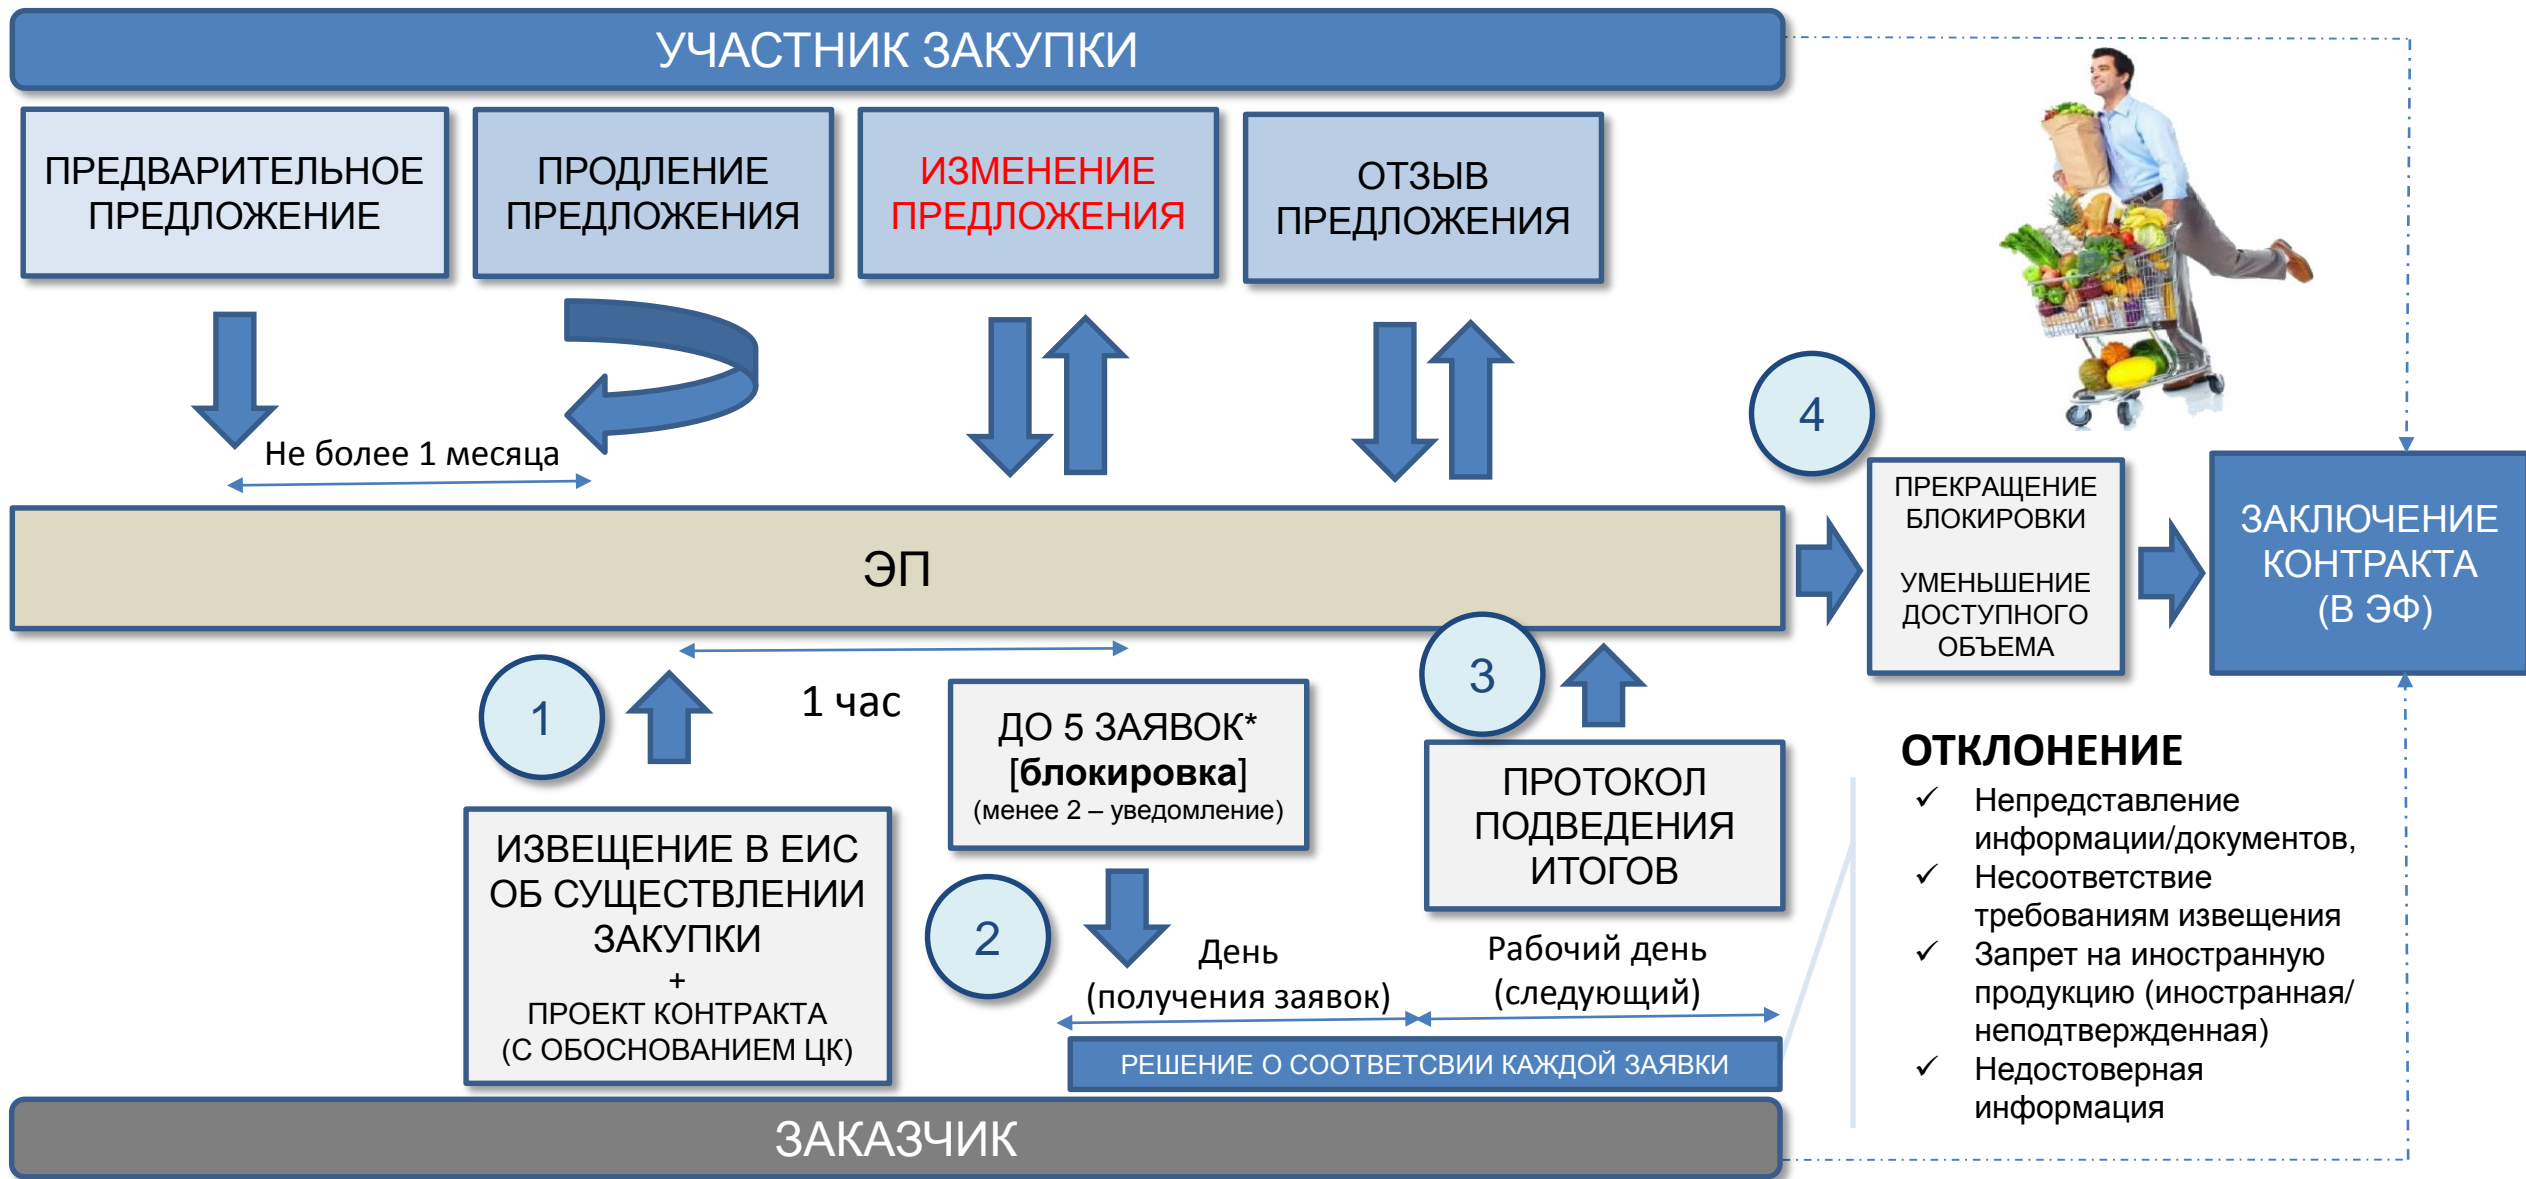 УЧАСТНИК ЗАКУПКИ
ПРЕДВАРИТЕЛЬНОЕ
ПРЕДЛОЖЕНИЕ
ПРОДЛЕНИЕ
ПРЕДЛОЖЕНИЯ
ИЗМЕНЕНИЕ
ПРЕДЛОЖЕНИЯ
ОТЗЫВ
ПРЕДЛОЖЕНИЯ
Не более 1 месяца
4
ПРЕКРАЩЕНИЕ
БЛОКИРОВКИ
УМЕНЬШЕНИЕ
ДОСТУПНОГО
ОБЪЕМА
ЗАКЛЮЧЕНИЕ
КОНТРАКТА
(В ЭФ)
ЭП
1
1 час
ИЗВЕЩЕНИЕ В ЕИС
ОБ СУЩЕСТВЛЕНИИ
ЗАКУПКИ
+
ПРОЕКТ КОНТРАКТА
(С ОБОСНОВАНИЕМ ЦК)
ДО 5 ЗАЯВОК*
[блокировка]
(менее 2 – уведомление)
2
День
(получения заявок)
3
ПРОТОКОЛ
ПОДВЕДЕНИЯ
ИТОГОВ
Рабочий день
(следующий)
РЕШЕНИЕ О СООТВЕТСВИИ КАЖДОЙ ЗАЯВКИ
ОТКЛОНЕНИЕ
✓ Непредставление
информации/документов,
✓ Несоответствие
требованиям извещения
✓ Запрет на иностранную
продукцию (иностранная/
неподтвержденная)
✓ Недостоверная
информация
ЗАКАЗЧИК